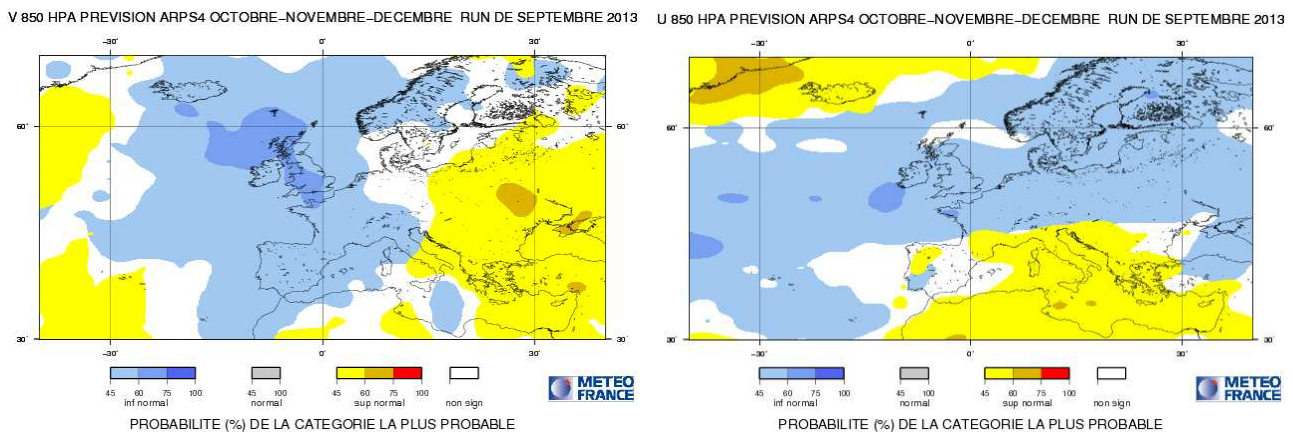 V 850 HPA PREVISION ARPS4 OCTOBRE−NOVEMBRE−DECEMBRE RUN DE SEPTEMBRE 2013
−30˚ 0˚ 30˚
60˚ 60˚
30˚ 30˚
−30˚ 0˚ 30˚
45 60 75 100 45 100 45 60 75 100
inf normal normal sup normal non sign
METEO
FRANCE
PROBABILITE (%) DE LA CATEGORIE LA PLUS PROBABLE
U 850 HPA PREVISION ARPS4 OCTOBRE−NOVEMBRE−DECEMBRE RUN DE SEPTEMBRE 2013
−30˚ 0˚ 30˚
60˚ 60˚
30˚ 30˚
−30˚ 0˚ 30˚
45 60 75 100 45 100 45 60 75 100
inf normal normal sup normal non sign
METEO
FRANCE
PROBABILITE (%) DE LA CATEGORIE LA PLUS PROBABLE